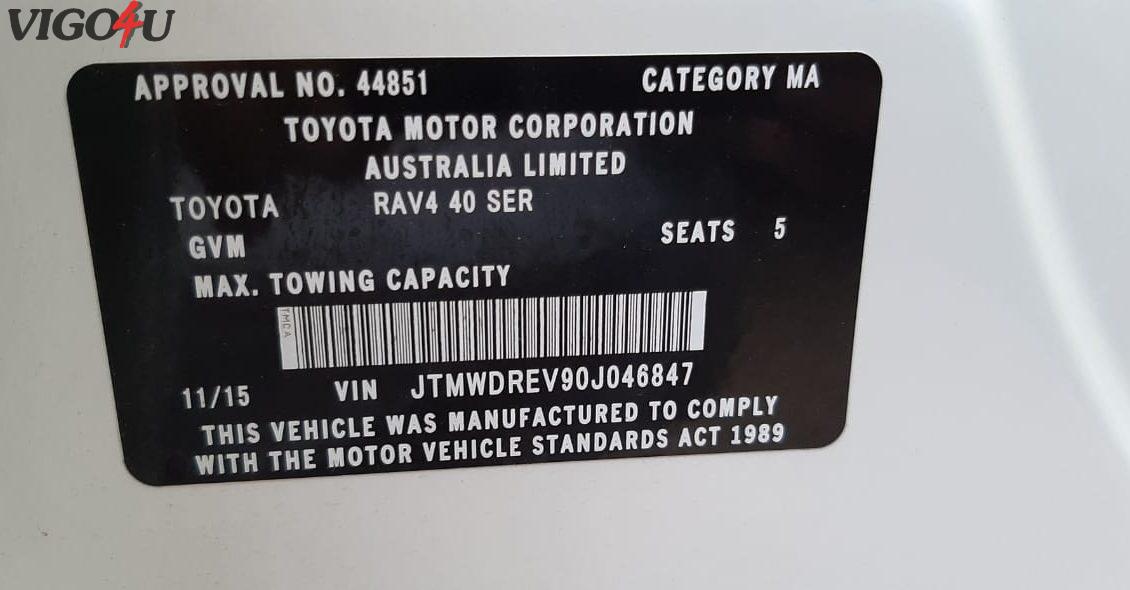 VIGO4U
APPROVAL NO. 44851 CATEGORY MA
TOYOTA MOTOR CORPORATION
AUSTRALIA LIMITED
TOYOTA RAV4 40 SER
GVM SEATS 5
MAX. TOWING CAPACITY
TMCA
11/15 VIN JTMWDREV90J046847
THIS VEHICLE WAS MANUFACTURED TO COMPLY
WITH THE MOTOR VEHICLE STANDARDS ACT 1989